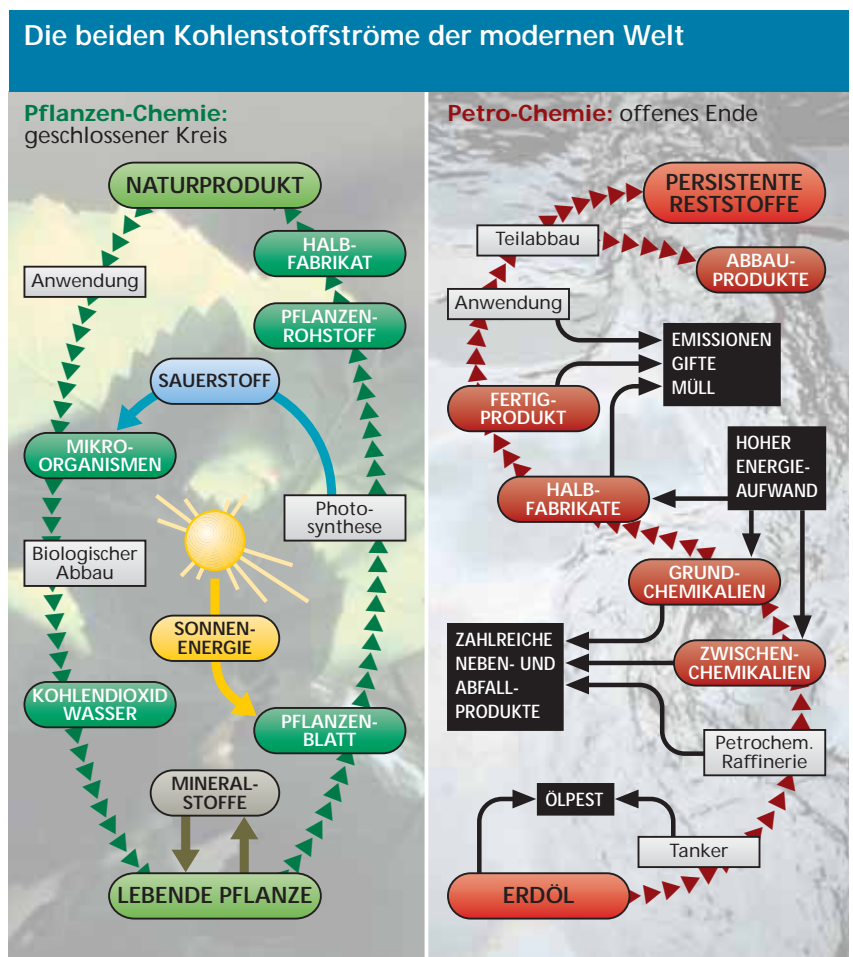 Die beiden Kohlenstoffströme der modernen Welt
Pflanzen-Chemie:
geschlossener Kreis
NATURPRODUKT
HALB-
FABRIKAT
Anwendung
PFLANZEN-
ROHSTOFF
SAUERSTOFF
MIKRO-
ORGANISMEN
Photo-
synthese
Biologischer
Abbau
SONNEN-
ENERGIE
KOHLENDIOXID
WASSER
PFLANZEN-
BLATT
MINERAL-
STOFFE
LEBENDE PFLANZE
Petro-Chemie: offenes Ende
PERSISTENTE
RESTSTOFFE
Teilabbau
ABBAU-
PRODUKTE
Anwendung
EMISSIONEN
GIFTE
MÜLL
FERTIG-
PRODUKT
HOHER
ENERGIE-
AUFWAND
HALB-
FABRIKATE
GRUND-
CHEMIKALIEN
ZAHLREICHE
NEBEN- UND
ABFALL-
PRODUKTE
ZWISCHEN-
CHEMIKALIEN
Petrochem.
Raffinerie
ÖLPEST
Tanker
ERDÖL